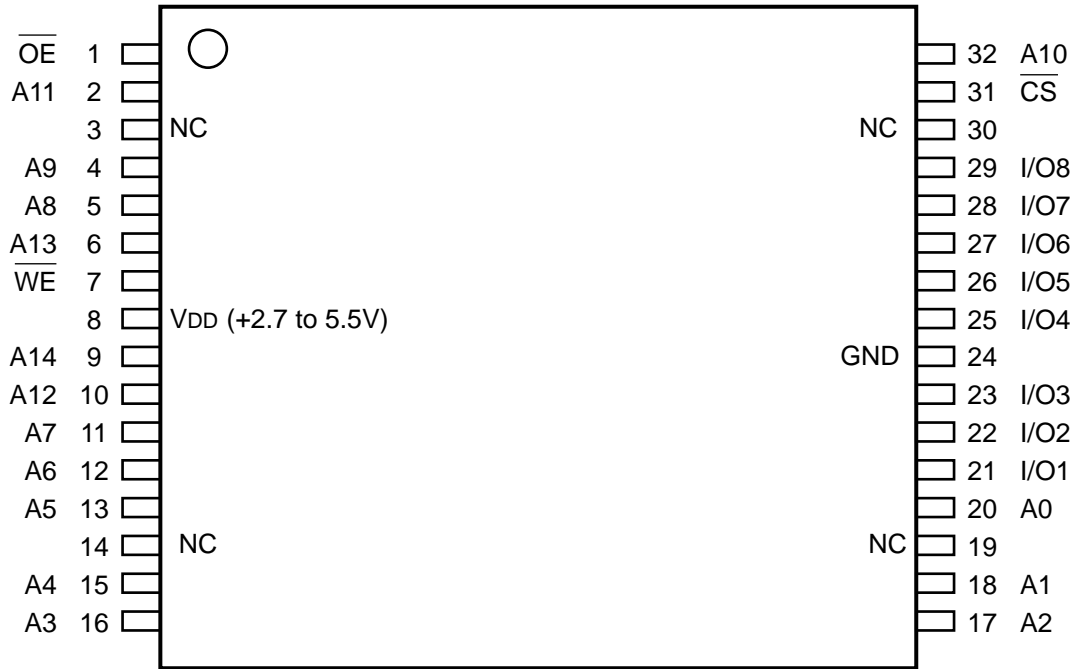 O̅E̅ 1 32 A10
A11 2 31 C̅S̅
3 NC NC 30
A9 4 29 I/O8
A8 5 28 I/O7
A13 6 27 I/O6
W̅E̅ 7 26 I/O5
8 VDD (+2.7 to 5.5V) 25 I/O4
A14 9 GND 24
A12 10 23 I/O3
A7 11 22 I/O2
A6 12 21 I/O1
A5 13 20 A0
14 NC NC 19
A4 15 18 A1
A3 16 17 A2